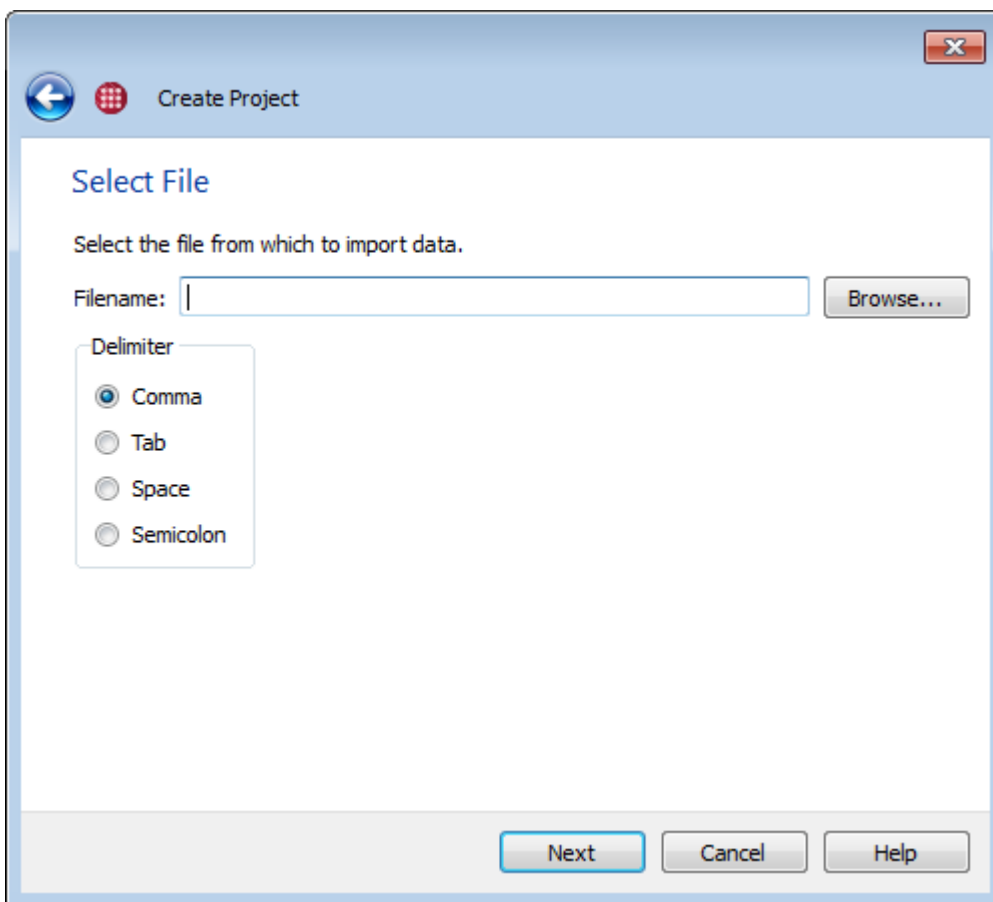 Create Project
Select File
Select the file from which to import data.
Filename: Browse...
Delimiter
Comma
Tab
Space
Semicolon
Next Cancel Help